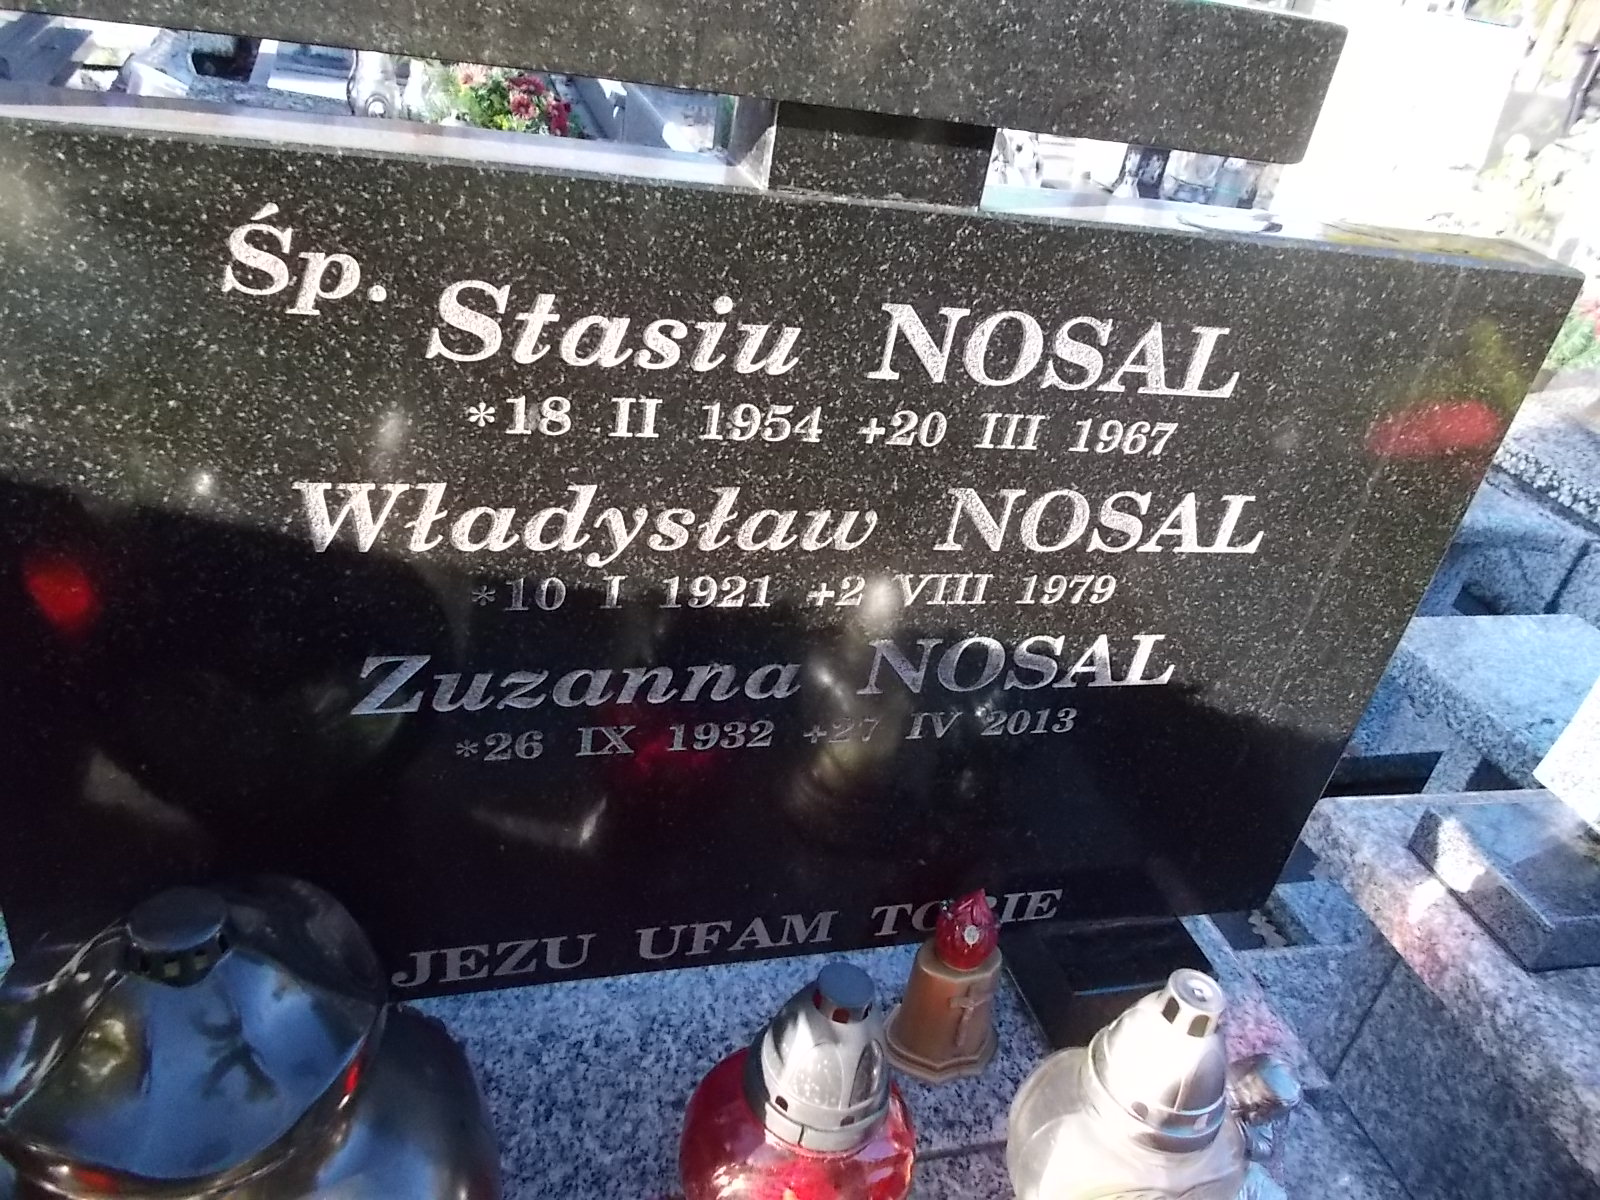 Śp. Stasiu NOSAL
*18 II 1954 +20 III 1967
Władysław NOSAL
*10 I 1921 +2 VIII 1979
Zuzanna NOSAL
*26 IX 1932 +27 IV 2013
JEZU UFAM TOBIE